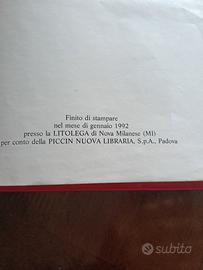 Finito di stampare
nel mese di gennaio 1992
presso la LITOLEGA di Nova Milanese (MI)
per conto della PICCIN NUOVA LIBRARIA, S.p.A., Padova
subito